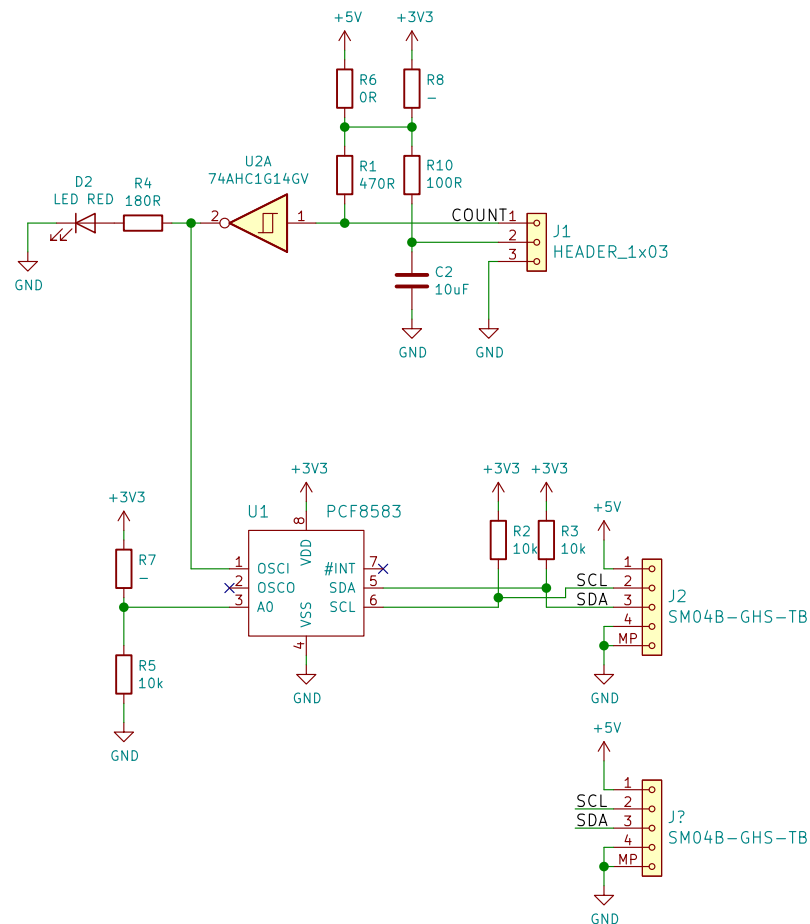 +5V
+3V3
R6
0R
R8
-
U2A
74AHC1G14GV
R1
470R
R10
100R
D2
LED RED
R4
180R
2
1
COUNT
1
2
3
J1
HEADER_1x03
GND
C2
10uF
GND
GND
+3V3
+3V3
+3V3
+3V3
+5V
U1
PCF8583
8
VDD
R2
10k
R3
10k
R7
-
1
OSCI
#INT
7
2
OSCO
SDA
5
3
A0
SCL
6
VSS
4
1
SCL
2
SDA
3
4
MP
J2
SM04B-GHS-TB
R5
10k
GND
GND
GND
+5V
1
SCL
2
SDA
3
4
MP
J?
SM04B-GHS-TB
GND